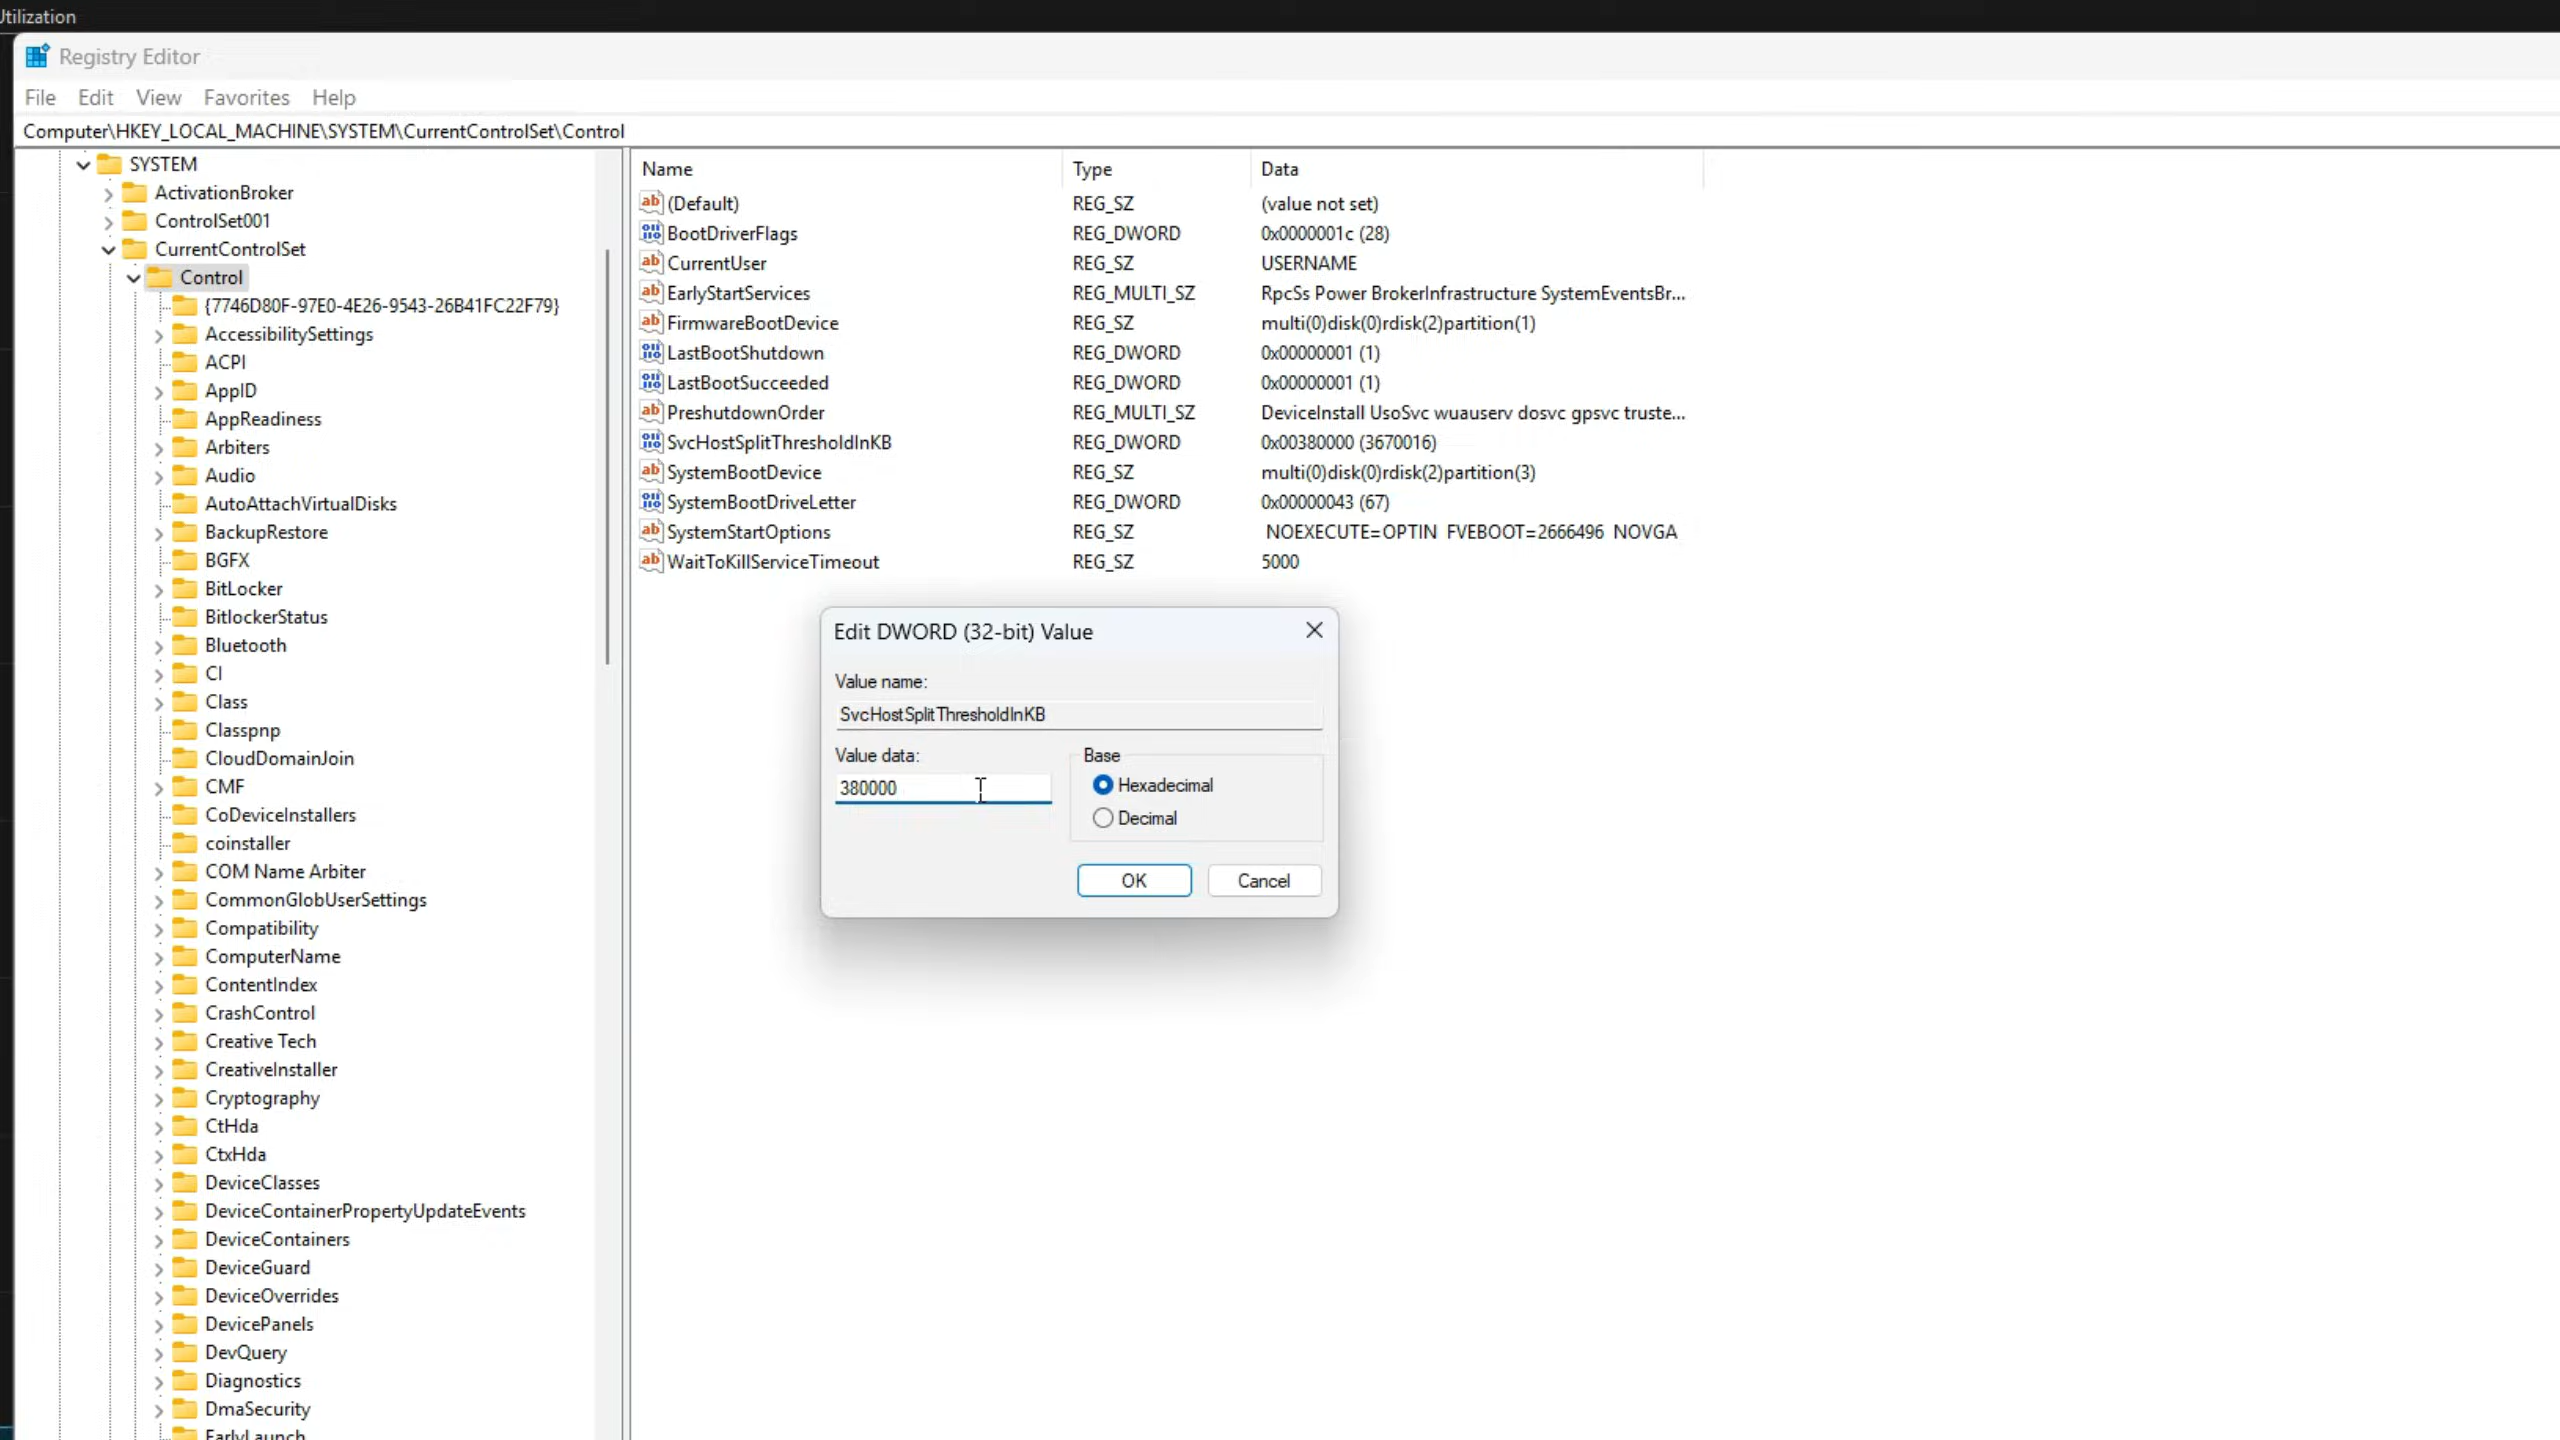 Utilization
Registry Editor
File Edit View Favorites Help
Computer\HKEY_LOCAL_MACHINE\SYSTEM\CurrentControlSet\Control
SYSTEM
ActivationBroker
ControlSet001
CurrentControlSet
Control
{7746D80F-97E0-4E26-9543-26B41FC22F79}
AccessibilitySettings
ACPI
AppID
AppReadiness
Arbiters
Audio
AutoAttachVirtualDisks
BackupRestore
BGFX
BitLocker
BitlockerStatus
Bluetooth
CI
Class
Classpnp
CloudDomainJoin
CMF
CoDeviceInstallers
coinstaller
COM Name Arbiter
CommonGlobUserSettings
Compatibility
ComputerName
ContentIndex
CrashControl
Creative Tech
CreativeInstaller
Cryptography
CtHda
CtxHda
DeviceClasses
DeviceContainerPropertyUpdateEvents
DeviceContainers
DeviceGuard
DeviceOverrides
DevicePanels
DevQuery
Diagnostics
DmaSecurity
EarlyLaunch
Name Type Data
(Default) REG_SZ (value not set)
BootDriverFlags REG_DWORD 0x0000001c (28)
CurrentUser REG_SZ USERNAME
EarlyStartServices REG_MULTI_SZ RpcSs Power BrokerInfrastructure SystemEventsBr...
FirmwareBootDevice REG_SZ multi(0)disk(0)rdisk(2)partition(1)
LastBootShutdown REG_DWORD 0x00000001 (1)
LastBootSucceeded REG_DWORD 0x00000001 (1)
PreshutdownOrder REG_MULTI_SZ DeviceInstall UsoSvc wuauserv dosvc gpsvc truste...
SvcHostSplitThresholdInKB REG_DWORD 0x00380000 (3670016)
SystemBootDevice REG_SZ multi(0)disk(0)rdisk(2)partition(3)
SystemBootDriveLetter REG_DWORD 0x00000043 (67)
SystemStartOptions REG_SZ NOEXECUTE=OPTIN FVEBOOT=2666496 NOVGA
WaitToKillServiceTimeout REG_SZ 5000
Edit DWORD (32-bit) Value
Value name:
SvcHostSplitThresholdInKB
Value data: Base
380000 Hexadecimal
Decimal
OK Cancel